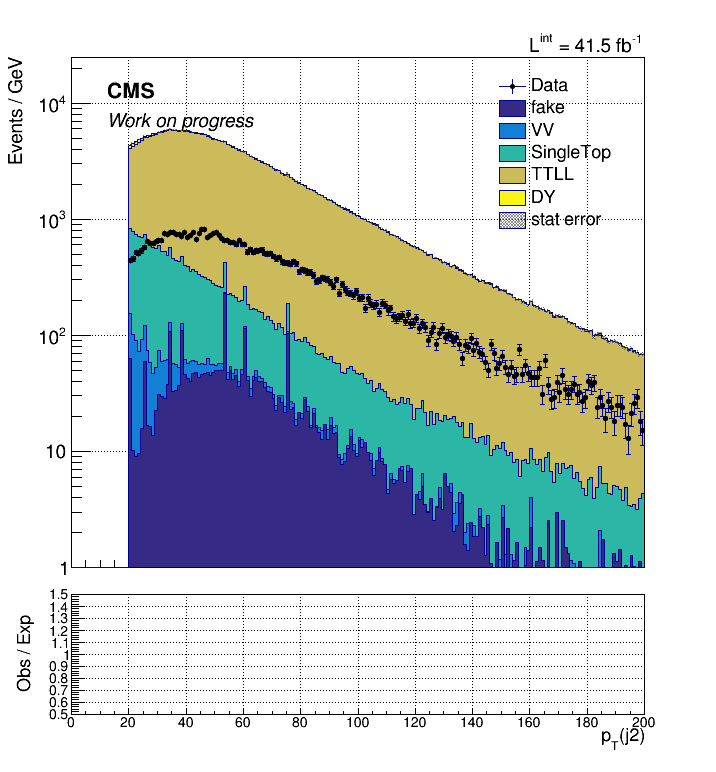 L^int = 41.5 fb^-1
Events / GeV
CMS
Work on progress
Data
fake
VV
SingleTop
TTLL
DY
stat error
10^4
10^3
10^2
10
1
Obs / Exp
1.5
1.4
1.3
1.2
1.1
1
0.9
0.8
0.7
0.6
0.5
0 20 40 60 80 100 120 140 160 180 200
p_T(j2)